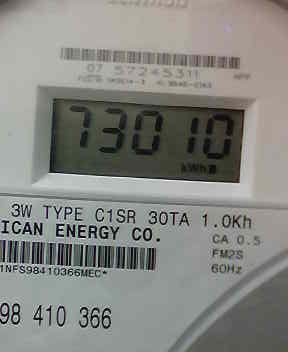 07 57245311
73010
kWh
3W TYPE C1SR 30TA 1.0Kh
ICAN ENERGY CO.
CA 0.5
FM2S
60Hz
1NFS98410366MEC*
98 410 366